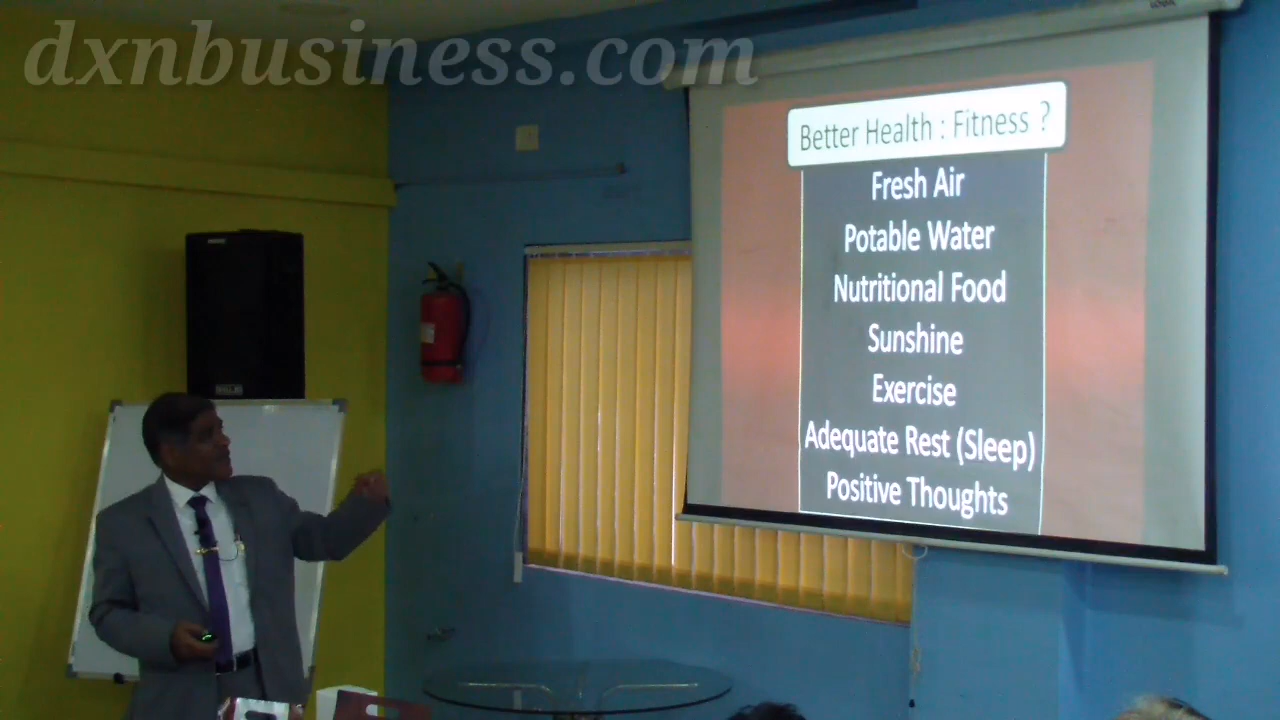 dxnbusiness.com
Better Health : Fitness ?
Fresh Air
Potable Water
Nutritional Food
Sunshine
Exercise
Adequate Rest (Sleep)
Positive Thoughts